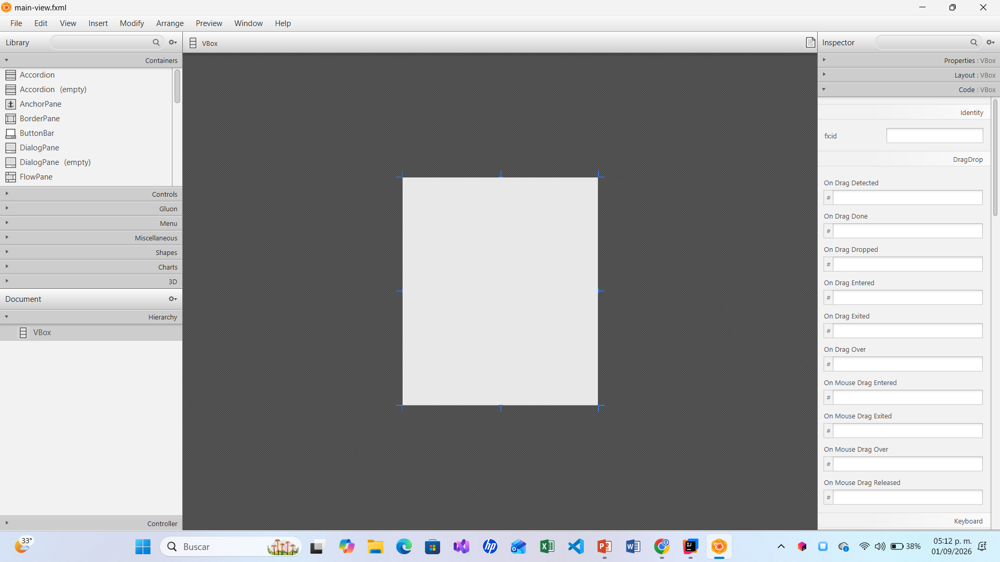 main-view.fxml
File Edit View Insert Modify Arrange Preview Window Help
Library
Containers
Accordion
Accordion (empty)
AnchorPane
BorderPane
ButtonBar
DialogPane
DialogPane (empty)
FlowPane
Controls
Gluon
Menu
Miscellaneous
Shapes
Charts
3D
Document
Hierarchy
VBox
Controller
VBox
Inspector
Properties : VBox
Layout : VBox
Code : VBox
Identity
fx:id
DragDrop
On Drag Detected
#
On Drag Done
#
On Drag Dropped
#
On Drag Entered
#
On Drag Exited
#
On Drag Over
#
On Mouse Drag Entered
#
On Mouse Drag Exited
#
On Mouse Drag Over
#
On Mouse Drag Released
#
Keyboard
33°
Buscar
38%
05:12 p. m.
01/09/2026